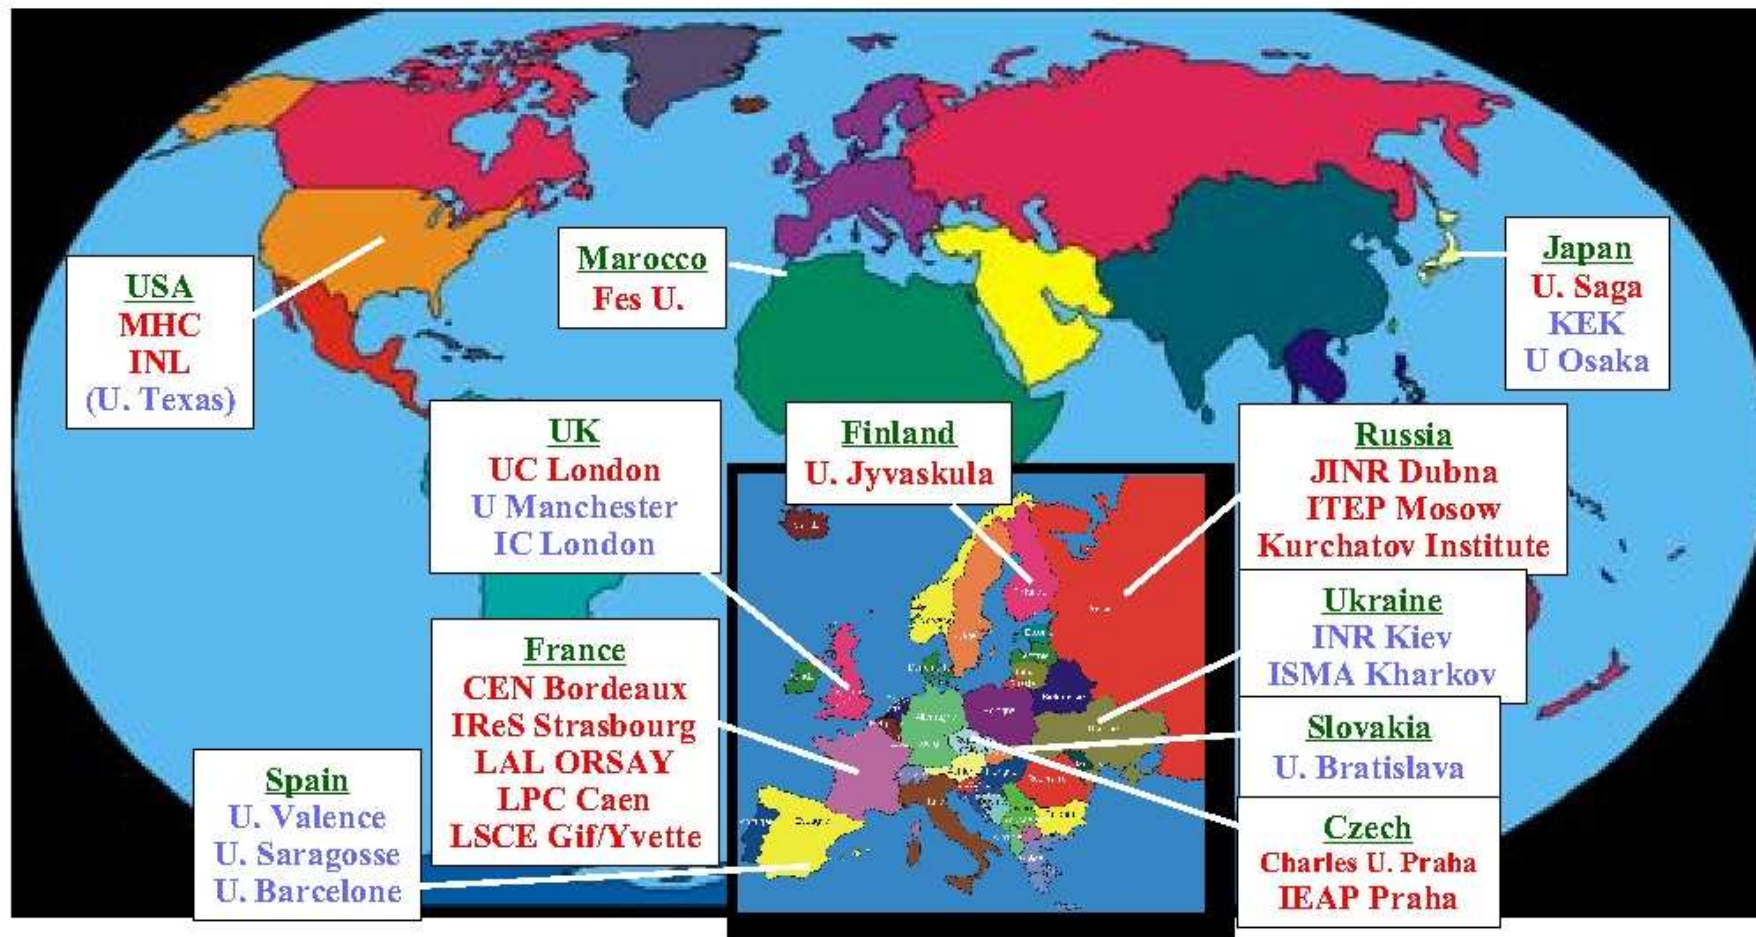 USA
MHC
INL
(U. Texas)
Marocco
Fes U.
Japan
U. Saga
KEK
U Osaka
UK
UC London
U Manchester
IC London
Finland
U. Jyvaskula
Russia
JINR Dubna
ITEP Mosow
Kurchatov Institute
Ukraine
INR Kiev
ISMA Kharkov
France
CEN Bordeaux
IReS Strasbourg
LAL ORSAY
LPC Caen
LSCE Gif/Yvette
Slovakia
U. Bratislava
Spain
U. Valence
U. Saragosse
U. Barcelone
Czech
Charles U. Praha
IEAP Praha